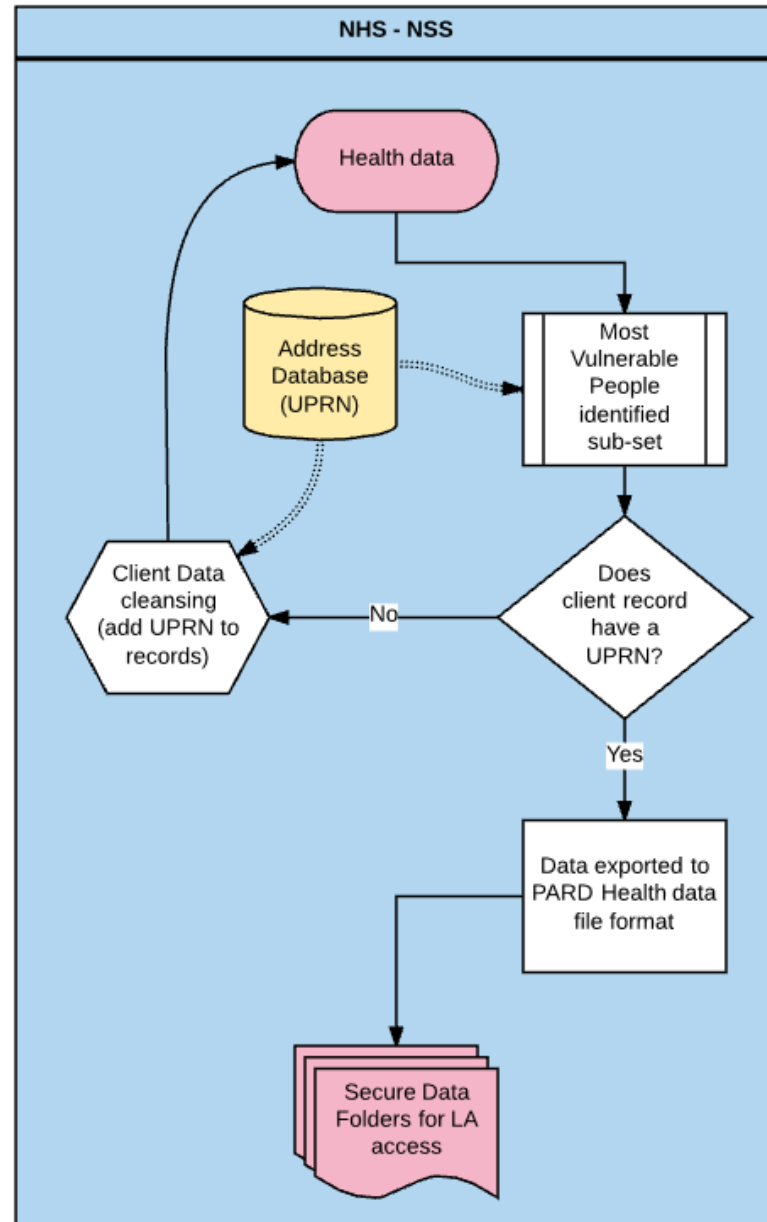 NHS - NSS
Health data
Address
Database
(UPRN)
Most
Vulnerable
People
identified
sub-set
Client Data
cleansing
(add UPRN to
records)
No
Does
client record
have a
UPRN?
Yes
Data exported to
PARD Health data
file format
Secure Data
Folders for LA
access